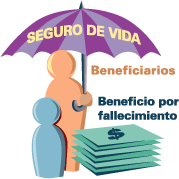 SEGURO DE VIDA
Beneficiarios
Beneficio por
fallecimiento
$